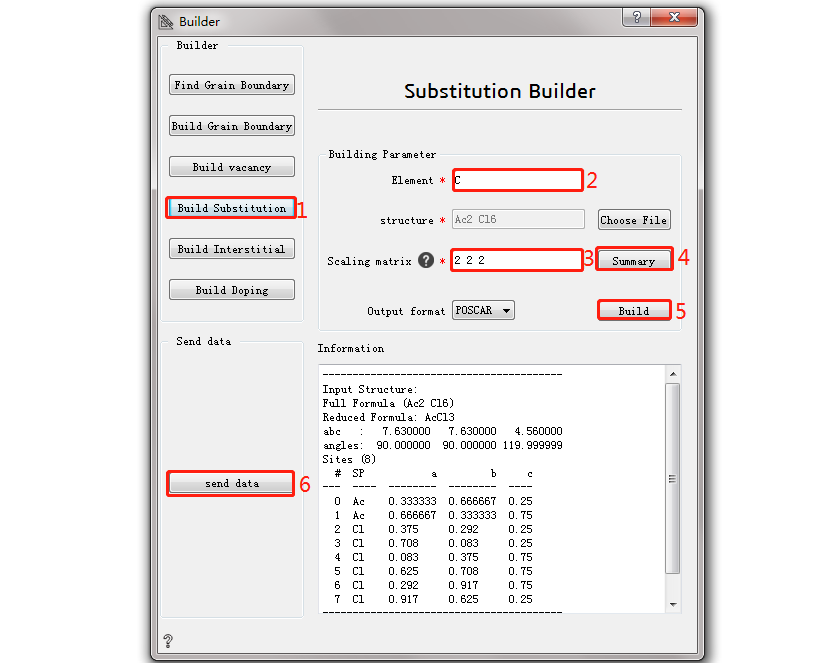 Builder
?
Builder
Find Grain Boundary
Build Grain Boundary
Build vacancy
Build Substitution
1
Build Interstitial
Build Doping
Send data
send data
6
?
Substitution Builder
Building Parameter
Element *
C
2
structure *
Ac2 Cl6
Choose File
Scaling matrix ? *
2 2 2
3
Summary
4
Output format
POSCAR
Build
5
Information
----------------------------------------
Input Structure:
Full Formula (Ac2 Cl6)
Reduced Formula: AcCl3
abc : 7.630000 7.630000 4.560000
angles: 90.000000 90.000000 119.999999
Sites (8)
# SP a b c
--- ---- -------- -------- ----
0 Ac 0.333333 0.666667 0.25
1 Ac 0.666667 0.333333 0.75
2 Cl 0.375 0.292 0.25
3 Cl 0.708 0.083 0.25
4 Cl 0.083 0.375 0.75
5 Cl 0.625 0.708 0.75
6 Cl 0.292 0.917 0.75
7 Cl 0.917 0.625 0.25
----------------------------------------